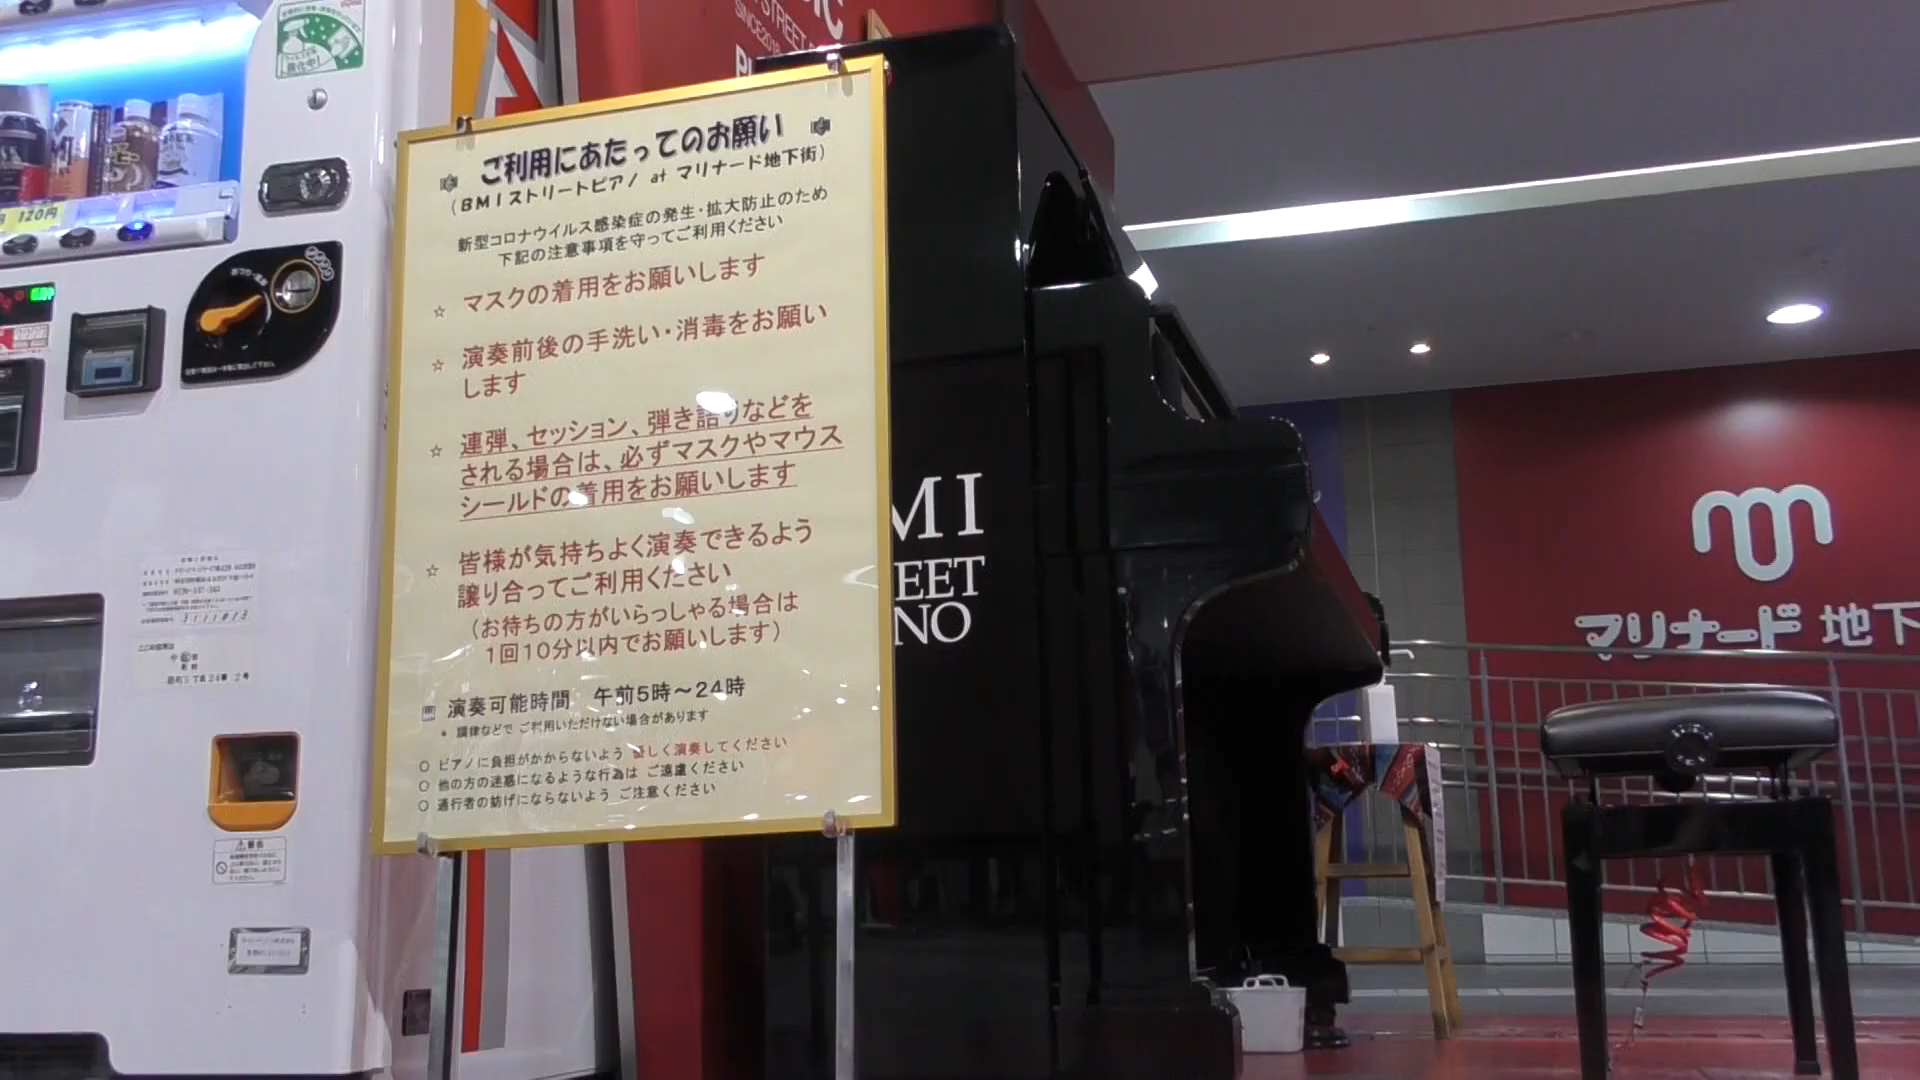 120円
STREET
SINCE2018
ご利用にあたってのお願い
(BMIストリートピアノ at マリナード地下街)
新型コロナウイルス感染症の発生・拡大防止のため
下記の注意事項を守ってご利用ください
☆ マスクの着用をお願いします
☆ 演奏前後の手洗い・消毒をお願い
します
☆ 連弾、セッション、弾き語りなどを
される場合は、必ずマスクやマウス
シールドの着用をお願いします
☆ 皆様が気持ちよく演奏できるよう
譲り合ってご利用ください
(お待ちの方がいらっしゃる場合は
1回10分以内でお願いします)
演奏可能時間 午前5時～24時
* 調律などで ご利用いただけない場合があります
○ ピアノに負担がかからないよう 優しく演奏してください
○ 他の方の迷惑になるような行為は ご遠慮ください
○ 通行者の妨げにならないよう ご注意ください
MI
EET
NO
マリナード 地下